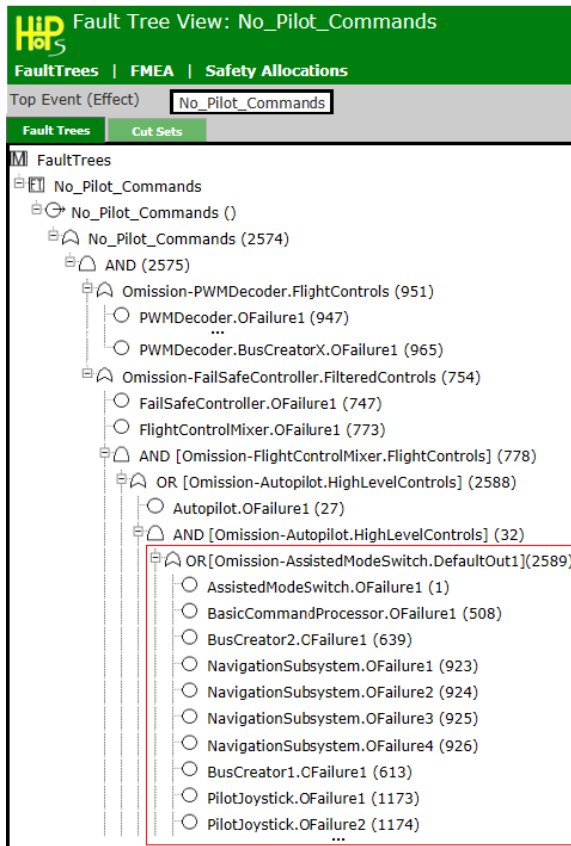 HiP HOPS Fault Tree View: No_Pilot_Commands
FaultTrees | FMEA | Safety Allocations
Top Event (Effect) No_Pilot_Commands
Fault Trees Cut Sets
M FaultTrees
FT No_Pilot_Commands
No_Pilot_Commands ()
No_Pilot_Commands (2574)
AND (2575)
Omission-PWMDecoder.FlightControls (951)
PWMDecoder.OFailure1 (947)
...
PWMDecoder.BusCreatorX.OFailure1 (965)
Omission-FailSafeController.FilteredControls (754)
FailSafeController.OFailure1 (747)
FlightControlMixer.OFailure1 (773)
AND [Omission-FlightControlMixer.FlightControls] (778)
OR [Omission-Autopilot.HighLevelControls] (2588)
Autopilot.OFailure1 (27)
AND [Omission-Autopilot.HighLevelControls] (32)
OR[Omission-AssistedModeSwitch.DefaultOut1](2589)
AssistedModeSwitch.OFailure1 (1)
BasicCommandProcessor.OFailure1 (508)
BusCreator2.CFailure1 (639)
NavigationSubsystem.OFailure1 (923)
NavigationSubsystem.OFailure2 (924)
NavigationSubsystem.OFailure3 (925)
NavigationSubsystem.OFailure4 (926)
BusCreator1.CFailure1 (613)
PilotJoystick.OFailure1 (1173)
PilotJoystick.OFailure2 (1174)
...